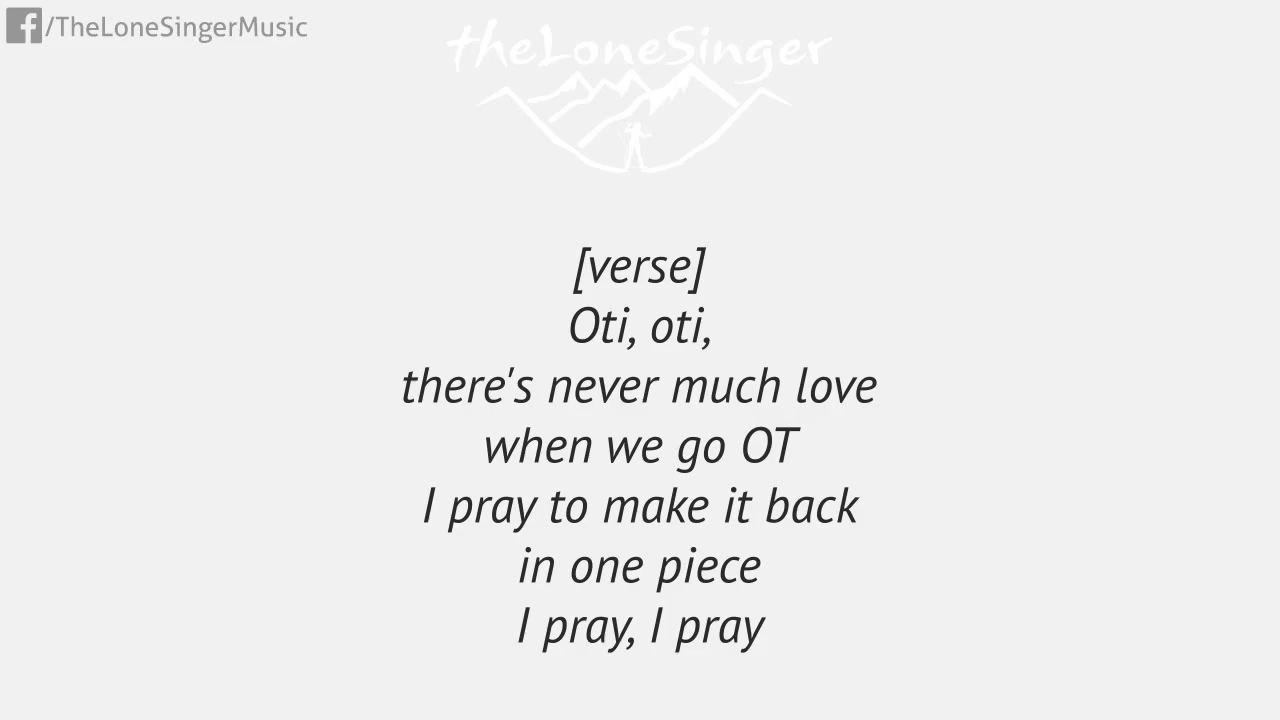 /TheLoneSingerMusic
theLoneSinger
[verse]
Oti, oti,
there's never much love
when we go OT
I pray to make it back
in one piece
I pray, I pray